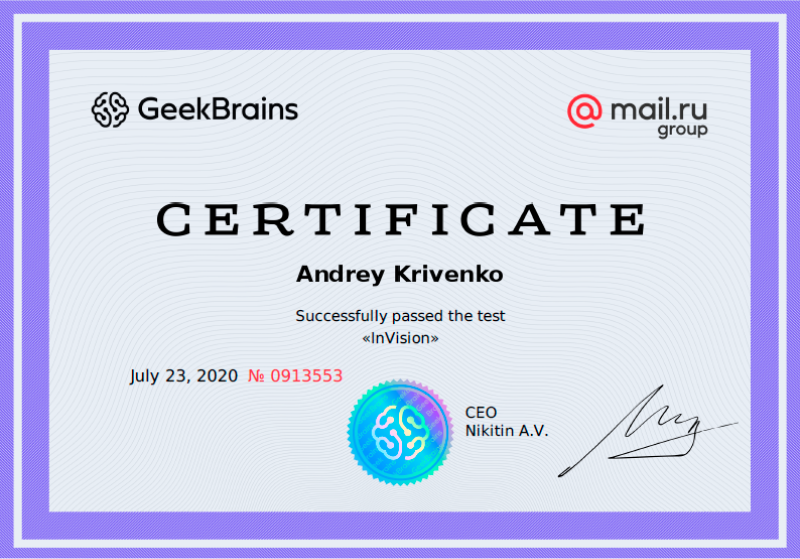 GeekBrains
@mail.ru
group
CERTIFICATE
Andrey Krivenko
Successfully passed the test
«InVision»
July 23, 2020 № 0913553
CEO
Nikitin A.V.